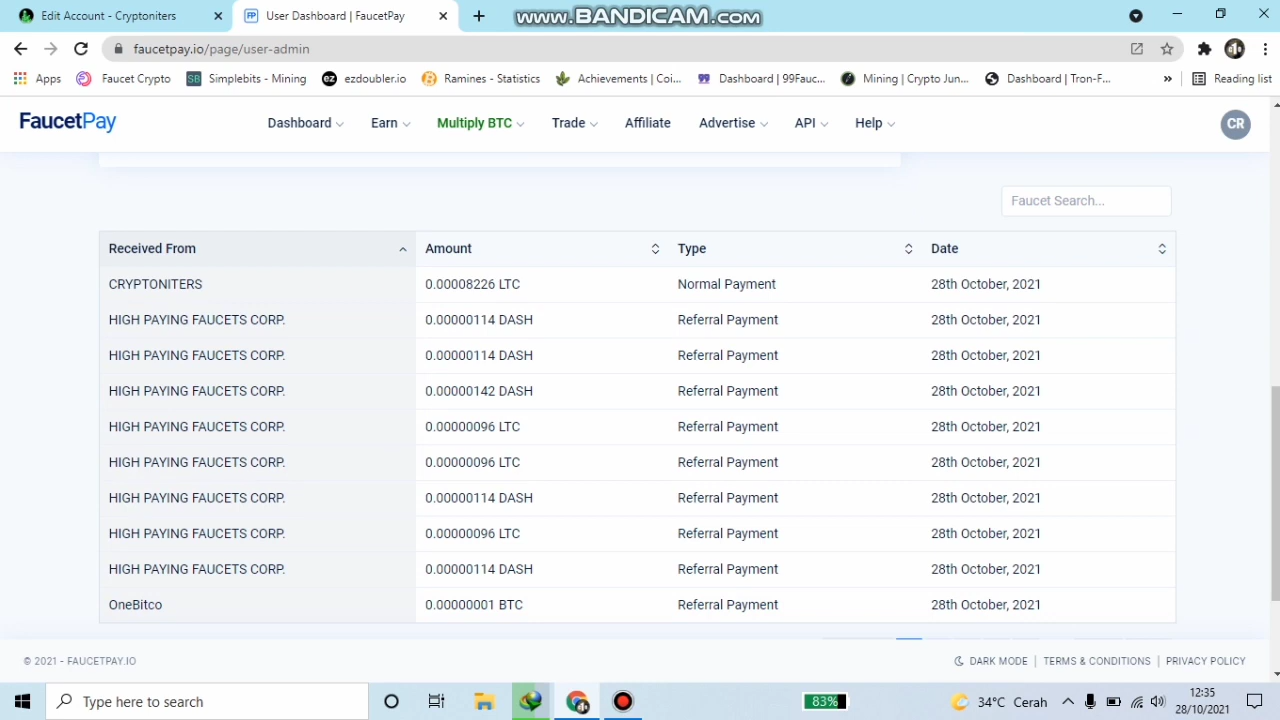 Edit Account - Cryptoniters
User Dashboard | FaucetPay
www.BANDICAM.com
faucetpay.io/page/user-admin
Apps Faucet Crypto Simplebits - Mining ezdoubler.io Ramines - Statistics Achievements | Coi... Dashboard | 99Fauc... Mining | Crypto Jun... Dashboard | Tron-F... » Reading list
FaucetPay Dashboard Earn Multiply BTC Trade Affiliate Advertise API Help CR
Faucet Search...
Received From Amount Type Date
CRYPTONITERS 0.00008226 LTC Normal Payment 28th October, 2021
HIGH PAYING FAUCETS CORP. 0.00000114 DASH Referral Payment 28th October, 2021
HIGH PAYING FAUCETS CORP. 0.00000114 DASH Referral Payment 28th October, 2021
HIGH PAYING FAUCETS CORP. 0.00000142 DASH Referral Payment 28th October, 2021
HIGH PAYING FAUCETS CORP. 0.00000096 LTC Referral Payment 28th October, 2021
HIGH PAYING FAUCETS CORP. 0.00000096 LTC Referral Payment 28th October, 2021
HIGH PAYING FAUCETS CORP. 0.00000114 DASH Referral Payment 28th October, 2021
HIGH PAYING FAUCETS CORP. 0.00000096 LTC Referral Payment 28th October, 2021
HIGH PAYING FAUCETS CORP. 0.00000114 DASH Referral Payment 28th October, 2021
OneBitco 0.00000001 BTC Referral Payment 28th October, 2021
© 2021 - FAUCETPAY.IO DARK MODE | TERMS & CONDITIONS | PRIVACY POLICY
Type here to search 83% 34°C Cerah 12:35
28/10/2021